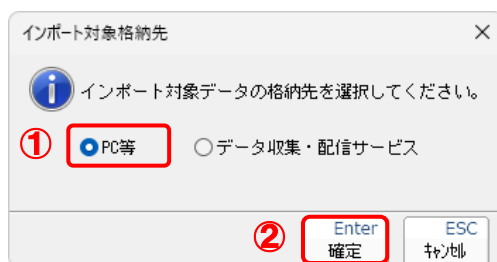 インポート対象格納先
インポート対象データの格納先を選択してください。
① PC等 データ収集・配信サービス
② Enter ESC
確定 ｷｬﾝｾﾙ